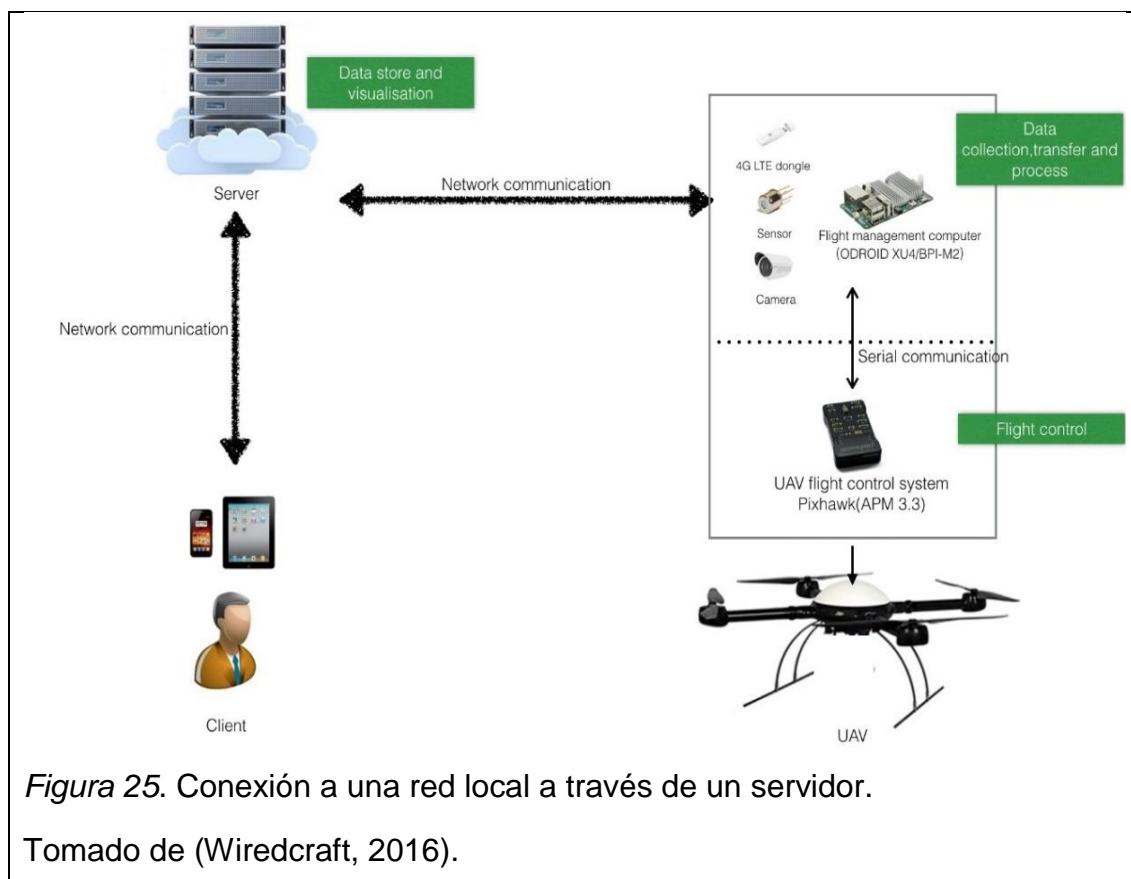 Data store and
visualisation
Server
Network communication
Data
collection,transfer and
process
4G LTE dongle
Sensor
Flight management computer
(ODROID XU4/BPI-M2)
Camera
Network communication
Serial communication
Flight control
UAV flight control system
Pixhawk(APM 3.3)
Client
UAV
Figura 25. Conexión a una red local a través de un servidor.
Tomado de (Wiredcraft, 2016).